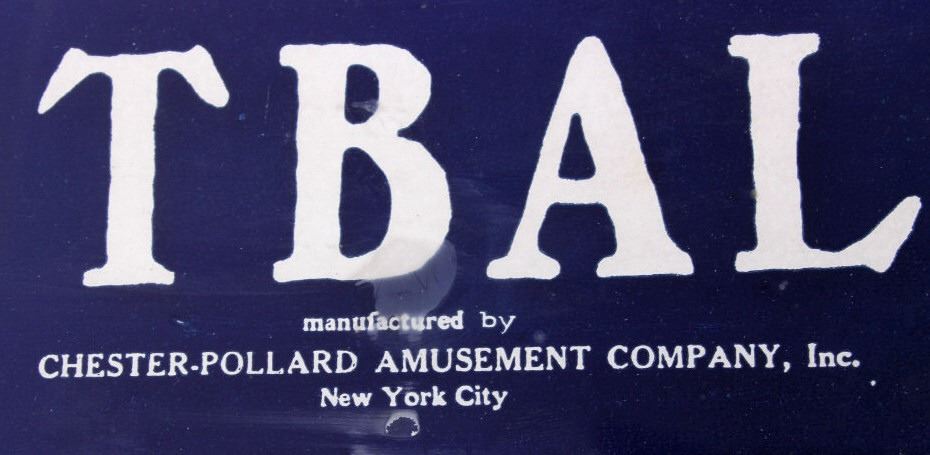 TBAL
manufactured by
CHESTER-POLLARD AMUSEMENT COMPANY, Inc.
New York City